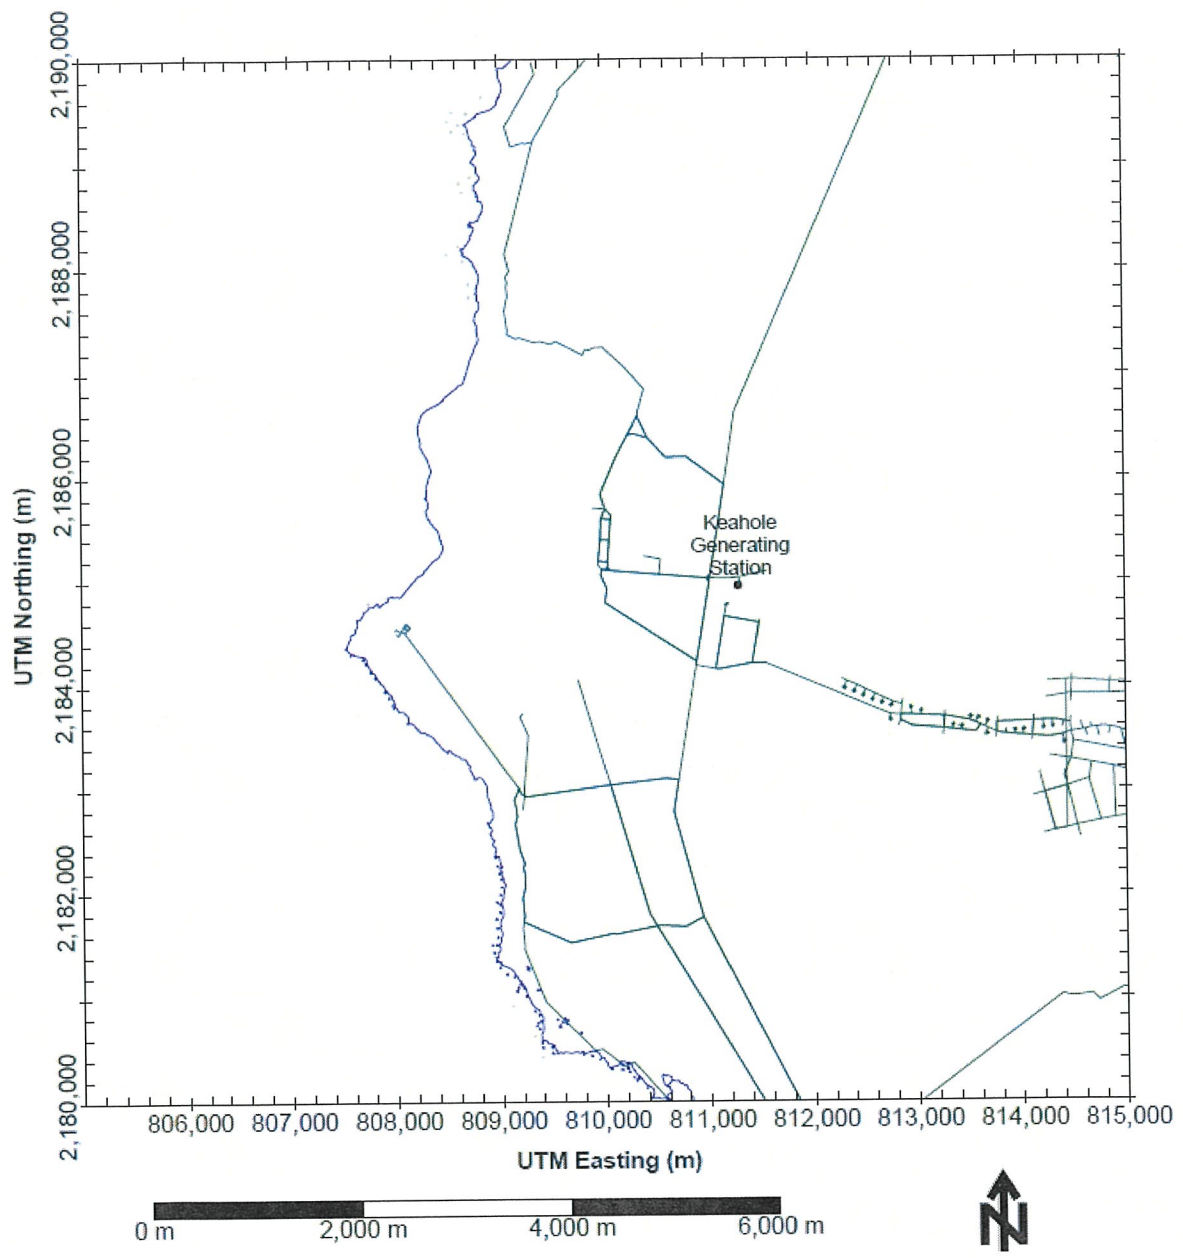 2,190,000
2,188,000
2,186,000
2,184,000
2,182,000
2,180,000
UTM Northing (m)
Keahole
Generating
Station
806,000 807,000 808,000 809,000 810,000 811,000 812,000 813,000 814,000 815,000
UTM Easting (m)
0 m 2,000 m 4,000 m 6,000 m
N